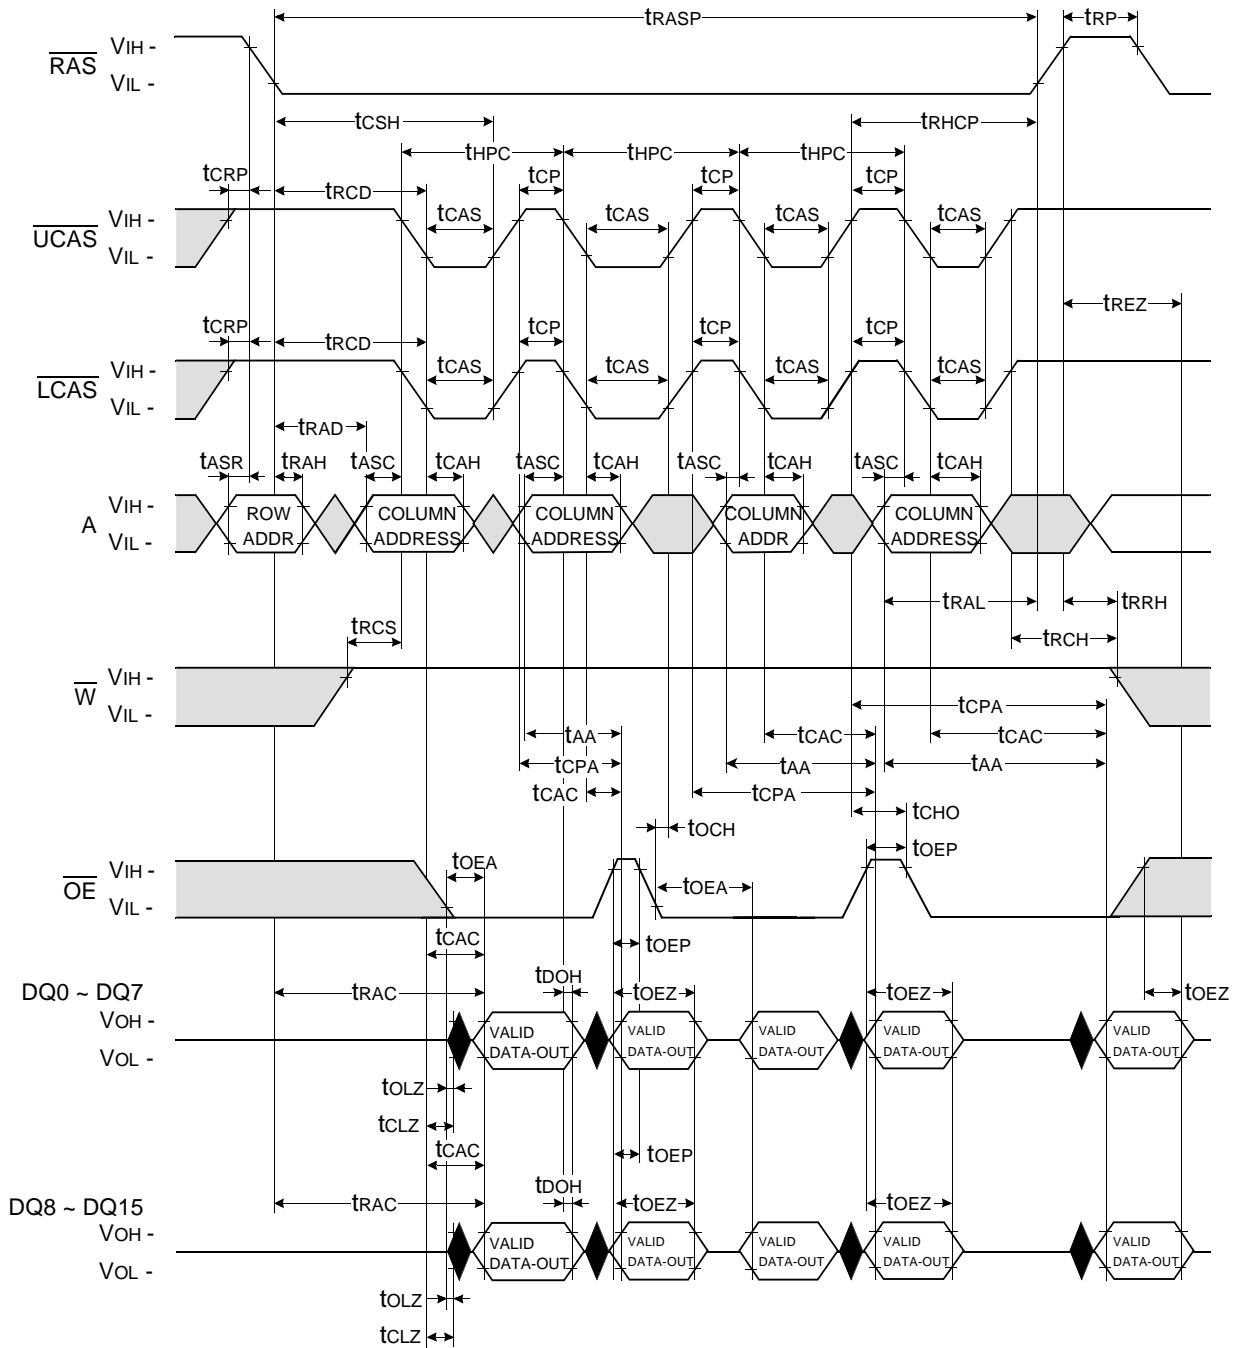 tRASP tRP
RAS VIH -
VIL -
tCSH tRHCP
tHPC tHPC tHPC
tCRP tRCD tCP tCP tCP
UCAS VIH - tCAS tCAS tCAS tCAS
VIL -
tREZ
tCRP tRCD tCP tCP tCP
LCAS VIH - tCAS tCAS tCAS tCAS
VIL -
tRAD
tASR tRAH tASC tCAH tASC tCAH tASC tCAH tASC tCAH
A VIH - ROW COLUMN COLUMN COLUMN COLUMN
VIL - ADDR ADDRESS ADDRESS ADDR ADDRESS
tRAL tRRH
tRCS tRCH
W VIH -
VIL -
tCPA
tAA tCAC tCAC
tCPA tAA tAA
tCAC tCPA
tCHO
tOCH
tOEP
OE VIH - tOEA
VIL - tOEA
tCAC tOEP
tDOH
DQ0 ~ DQ7 tRAC tOEZ tOEZ tOEZ
VOH - VALID VALID VALID VALID VALID
VOL - DATA-OUT DATA-OUT DATA-OUT DATA-OUT DATA-OUT
tOLZ
tCLZ
tCAC tOEP
tDOH
DQ8 ~ DQ15 tRAC tOEZ tOEZ
VOH - VALID VALID VALID VALID VALID
VOL - DATA-OUT DATA-OUT DATA-OUT DATA-OUT DATA-OUT
tOLZ
tCLZ